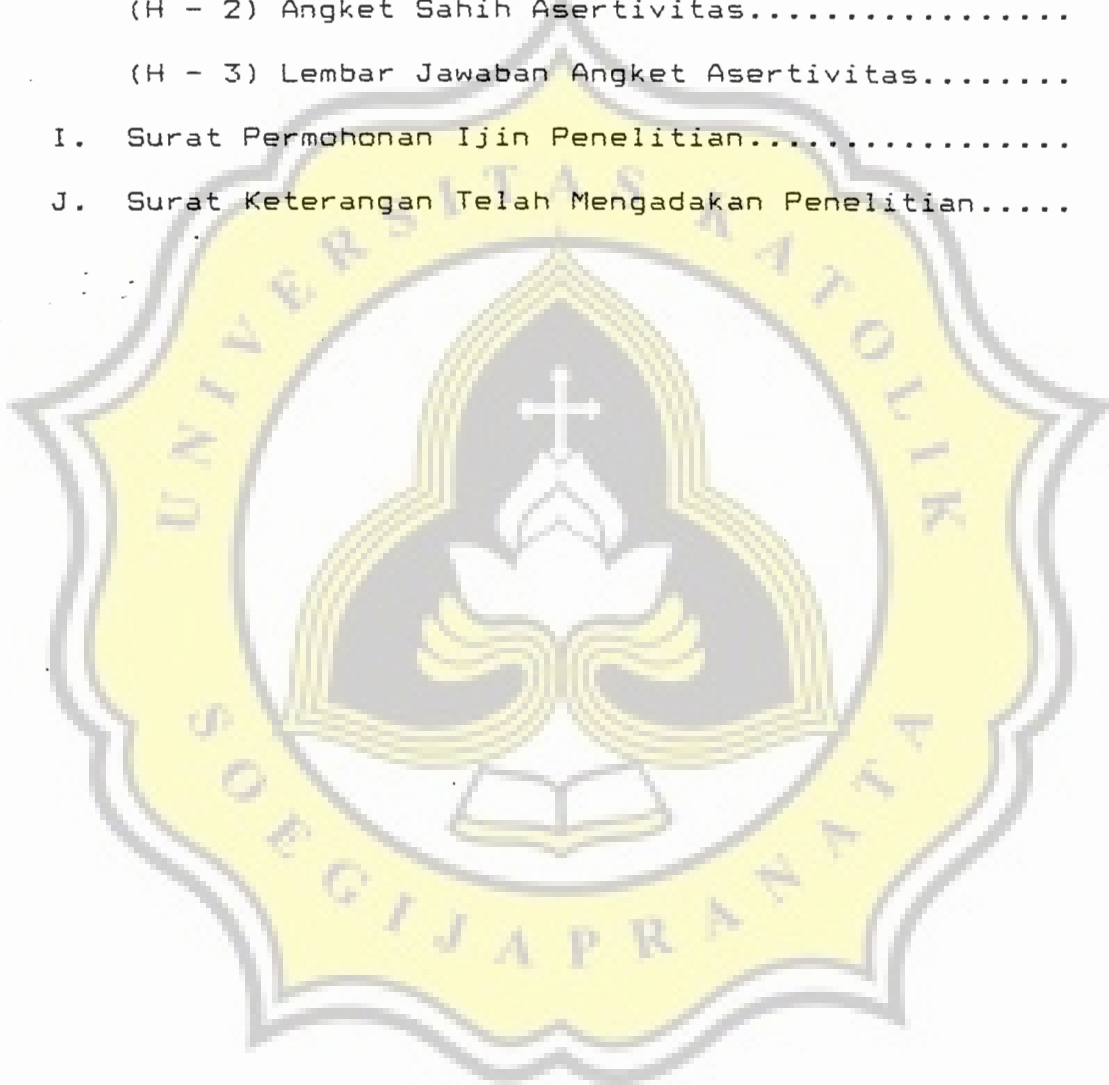 (H - 2) Angket Sahih Asertivitas.................
(H - 3) Lembar Jawaban Angket Asertivitas........
I. Surat Permohonan Ijin Penelitian.................
J. Surat Keterangan Telah Mengadakan Penelitian.....
UNIVERSITAS KATOLIK
SOEGIJAPRANATA